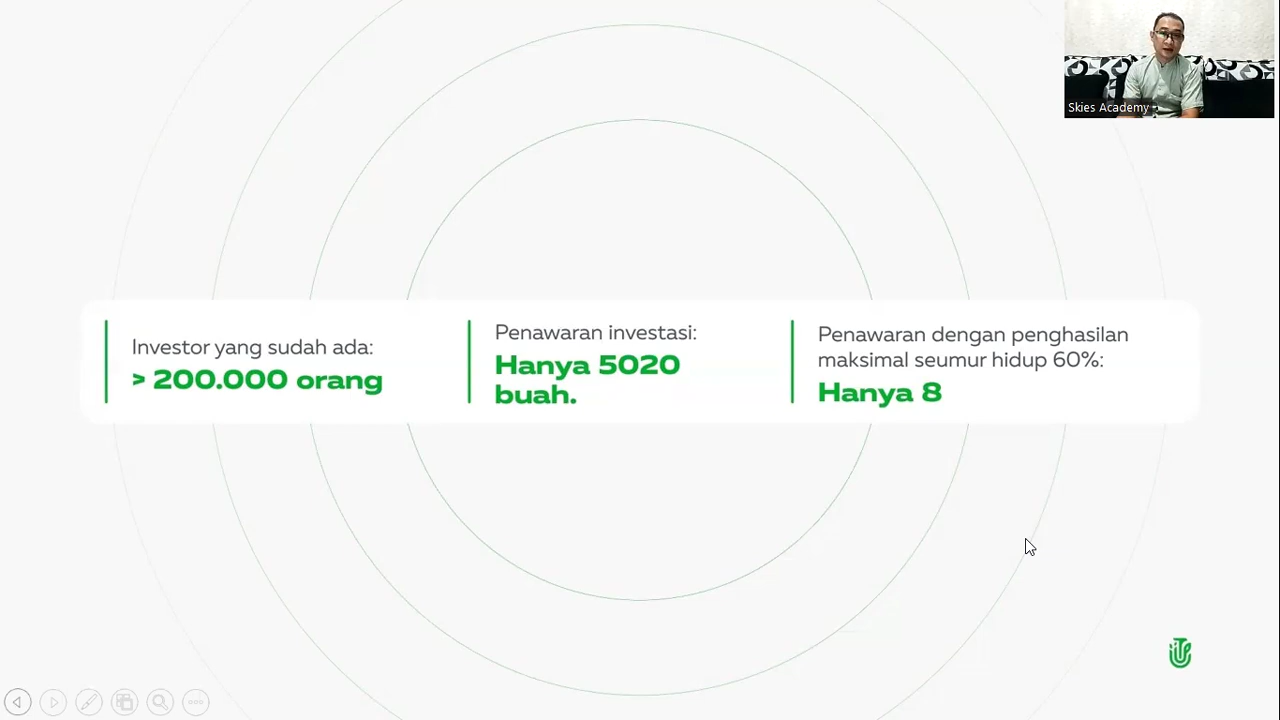 Skies Academy
Investor yang sudah ada:
> 200.000 orang
Penawaran investasi:
Hanya 5020
buah.
Penawaran dengan penghasilan
maksimal seumur hidup 60%:
Hanya 8